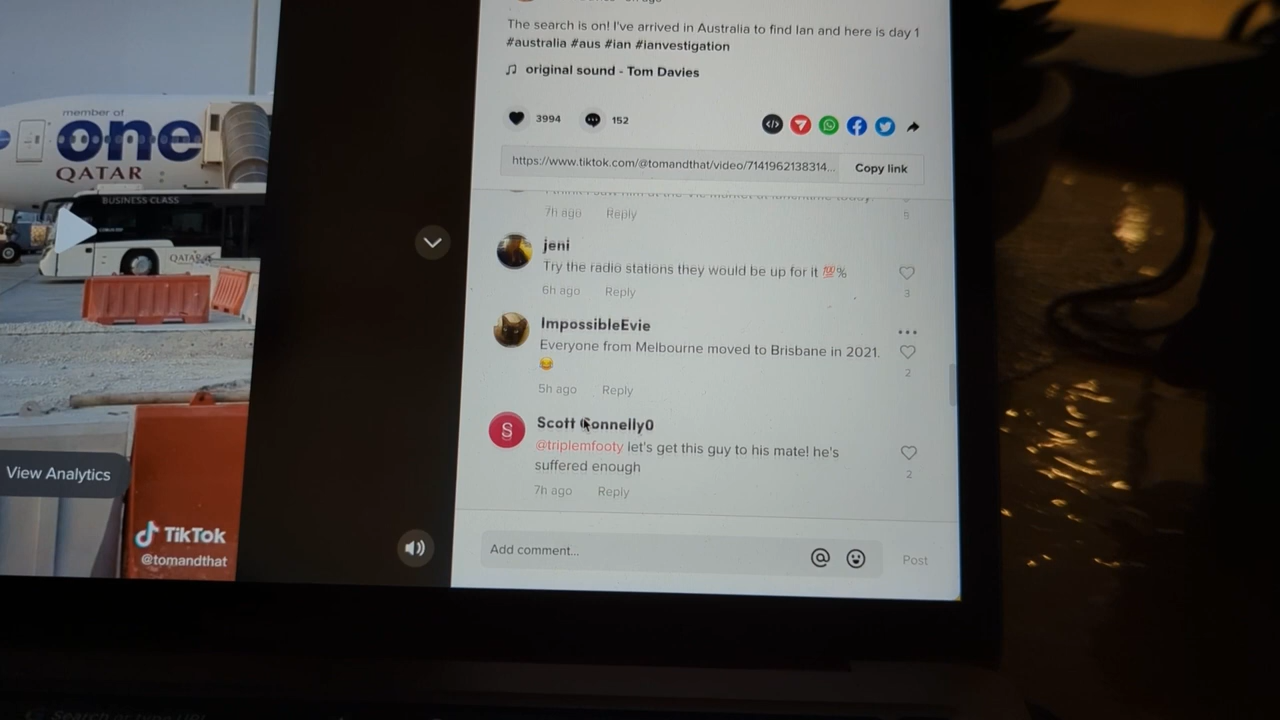 member of
one
QATAR
BUSINESS CLASS
QATAR
View Analytics
TikTok
@tomandthat
The search is on! I've arrived in Australia to find Ian and here is day 1
#australia #aus #ian #ianvestigation
original sound - Tom Davies
3994
152
https://www.tiktok.com/@tomandthat/video/7141962138314...
Copy link
7h ago
Reply
5
jeni
Try the radio stations they would be up for it 💯%
6h ago
Reply
3
ImpossibleEvie
Everyone from Melbourne moved to Brisbane in 2021.
😂
5h ago
Reply
2
S
Scott Connelly0
@triplemfooty let's get this guy to his mate! he's
suffered enough
7h ago
Reply
2
Add comment...
Post